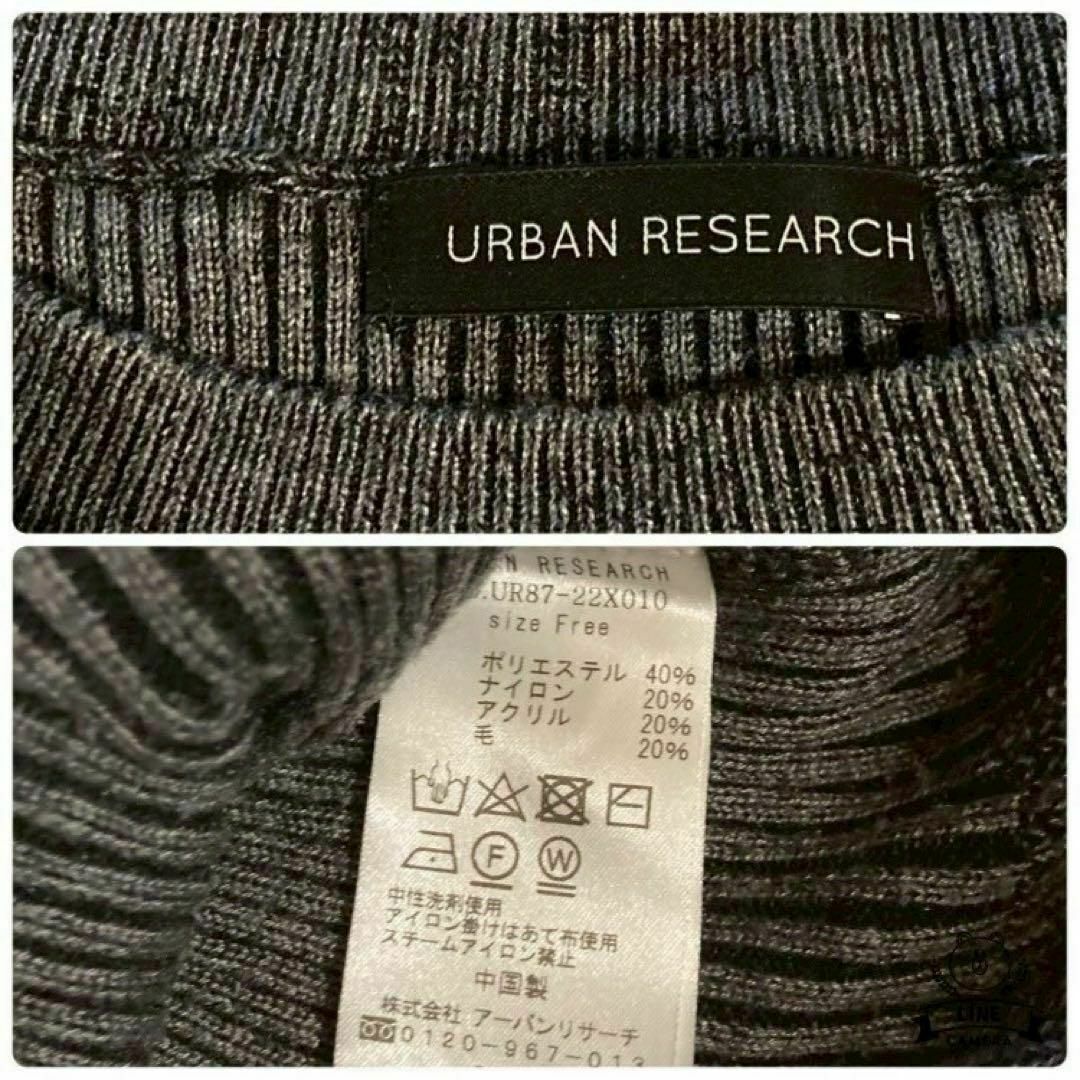 URBAN RESEARCH
N RESEARCH
.UR87-22X010
size Free
ポリエステル 40%
ナイロン 20%
アクリル 20%
毛 20%
F W
中性洗剤使用
アイロン掛けはあて布使用
スチームアイロン禁止
中国製
株式会社 アーバンリサーチ
0120-967-013
LINE
CAMERA